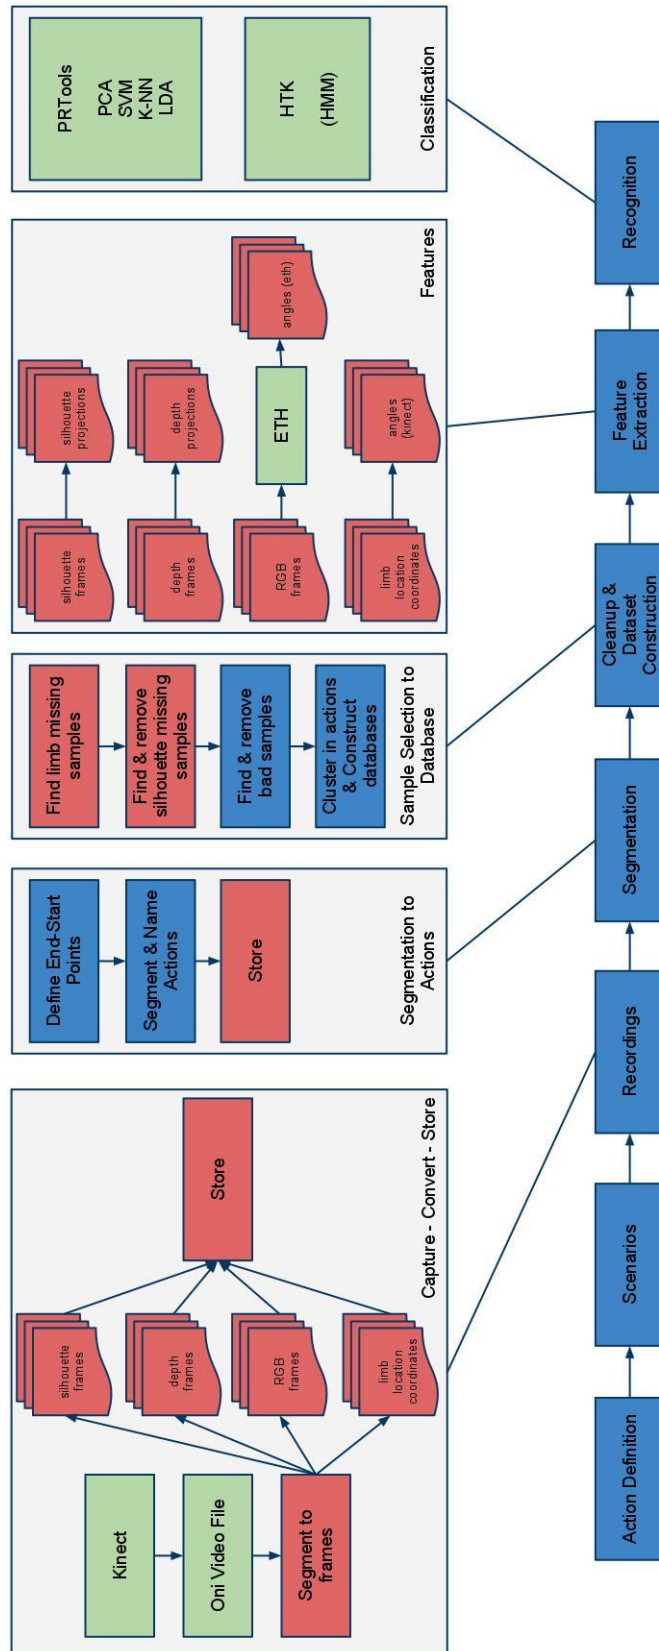 Kinect
Oni Video File
Segment to
frames
silhouette
frames
depth
frames
RGB
frames
limb
location
coordinates
Store
Capture - Convert - Store
Define End-Start
Points
Segment & Name
Actions
Store
Segmentation to
Actions
Find limb missing
samples
Find & remove
silhouette missing
samples
Find & remove
bad samples
Cluster in actions
& Construct
databases
Sample Selection to
Database
silhouette
frames
silhouette
projections
depth
frames
depth
projections
RGB
frames
ETH
angles (eth)
limb
location
coordinates
angles
(kinect)
Features
PRTools
PCA
SVM
K-NN
LDA
HTK
(HMM)
Classification
Action Definition
Scenarios
Recordings
Segmentation
Cleanup &
Dataset
Construction
Feature
Extraction
Recognition